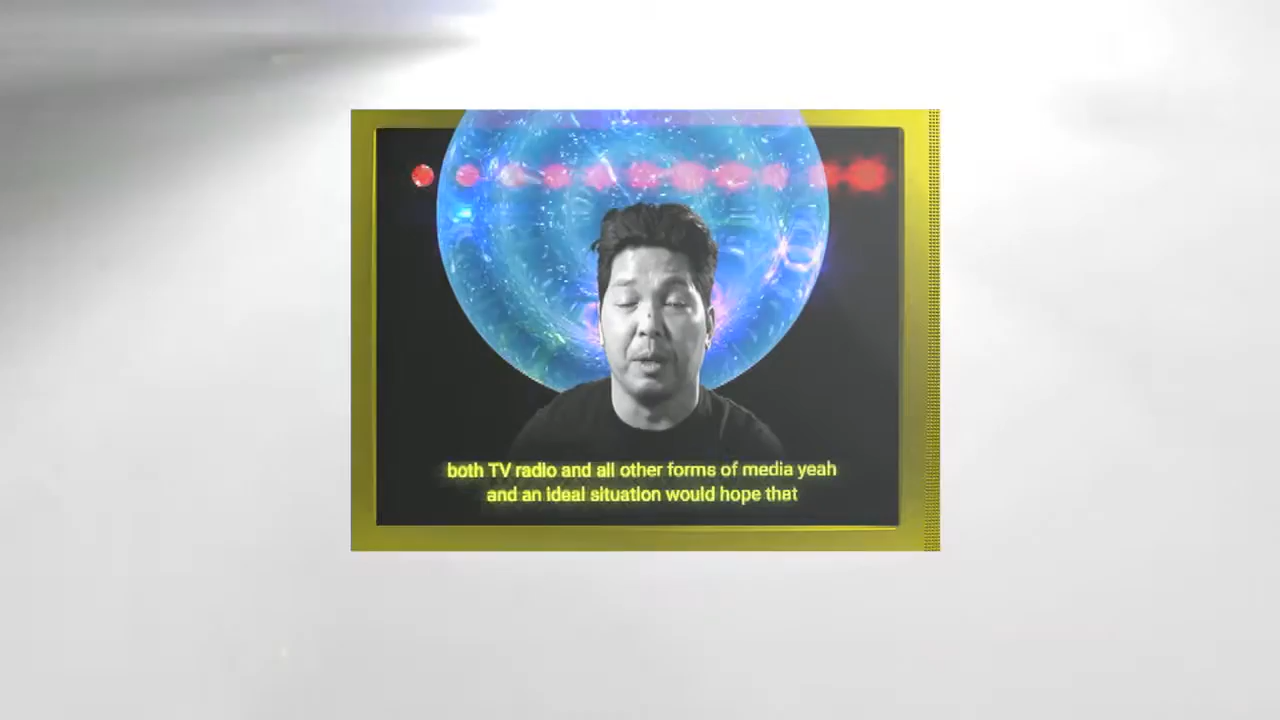 both TV radio and all other forms of media yeah
and an ideal situation would hope that